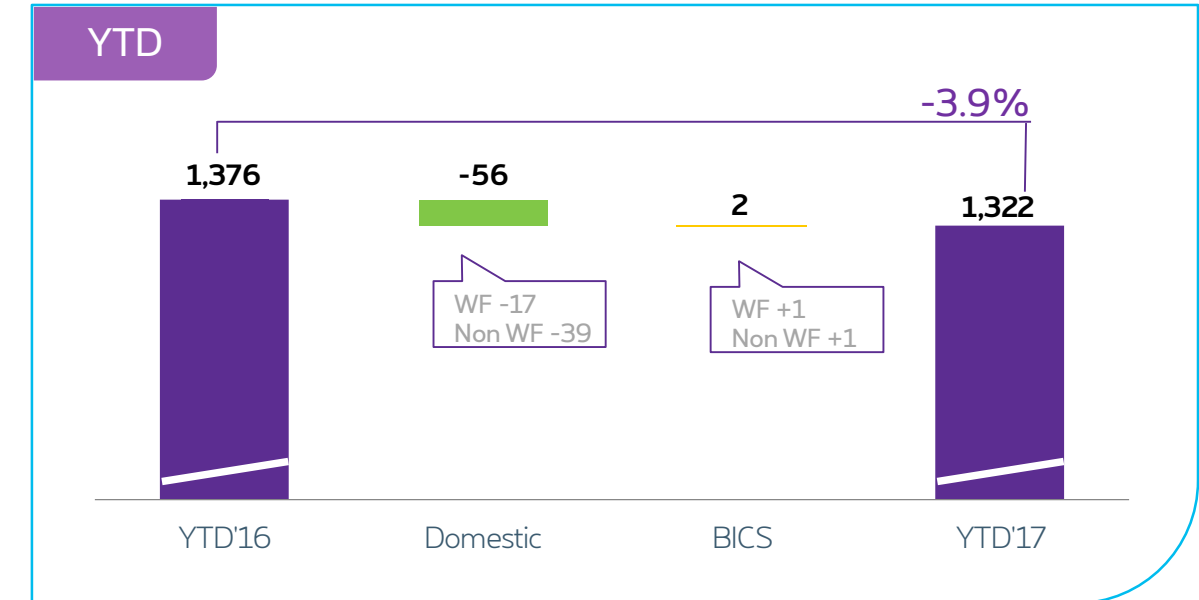 YTD
-3.9%
1,376
-56
2
1,322
WF -17
Non WF -39
WF +1
Non WF +1
YTD'16
Domestic
BICS
YTD'17